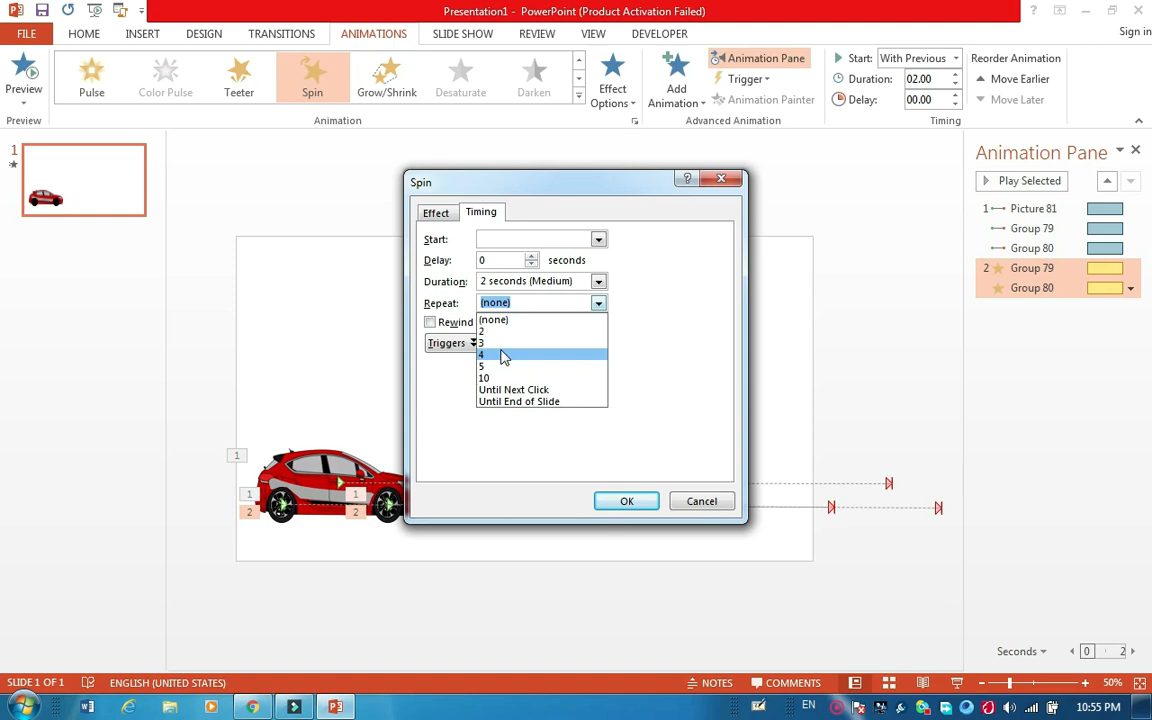 Presentation1 - PowerPoint (Product Activation Failed)
?
FILE
HOME
INSERT
DESIGN
TRANSITIONS
ANIMATIONS
SLIDE SHOW
REVIEW
VIEW
DEVELOPER
Sign in
Preview
Pulse
Color Pulse
Teeter
Spin
Grow/Shrink
Desaturate
Darken
Effect
Options
Add
Animation
Animation Pane
Trigger
Animation Painter
Start: With Previous
Duration: 02.00
Delay: 00.00
Reorder Animation
Move Earlier
Move Later
Preview
Animation
Advanced Animation
Timing
1
Spin
?
Effect
Timing
Start:
Delay: 0 seconds
Duration: 2 seconds (Medium)
Repeat: (none)
Rewind
Triggers
(none)
2
3
4
5
10
Until Next Click
Until End of Slide
OK
Cancel
1
1
1
2
2
Animation Pane
Play Selected
1 Picture 81
Group 79
Group 80
2 Group 79
Group 80
Seconds
0
2
SLIDE 1 OF 1
ENGLISH (UNITED STATES)
NOTES
COMMENTS
50%
EN
10:55 PM